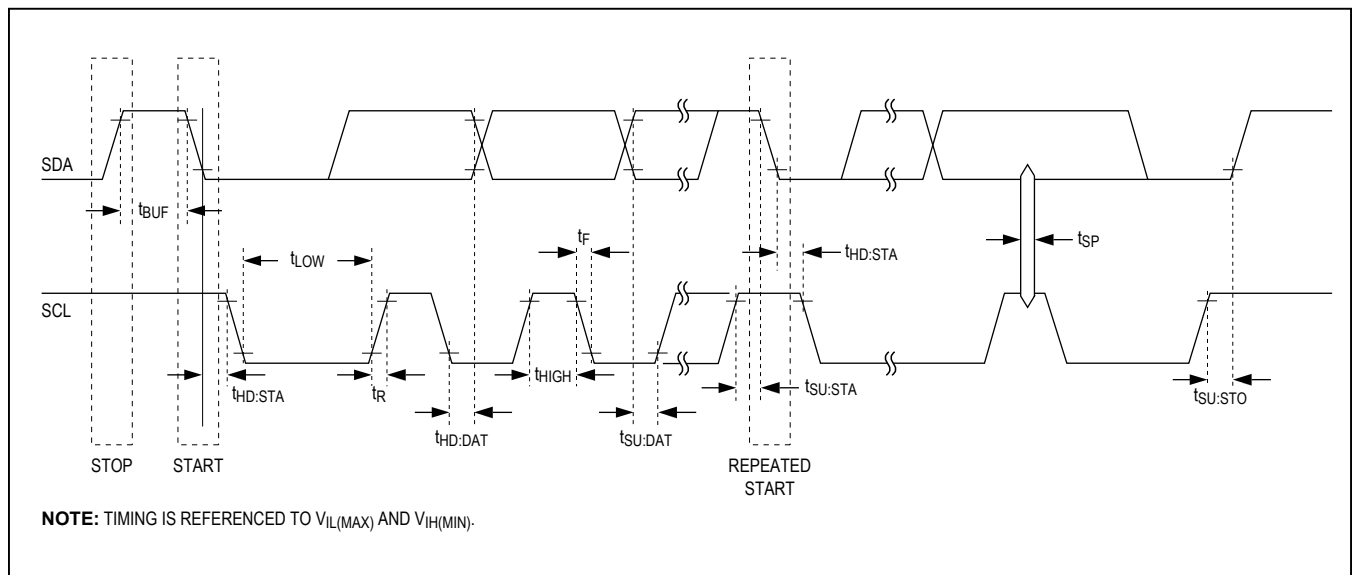 SDA
tBUF
tF
tSP
tLOW
tHD:STA
SCL
tHD:STA
tR
tHIGH
tSU:STA
tSU:STO
tHD:DAT
tSU:DAT
STOP
START
REPEATED
START
NOTE: TIMING IS REFERENCED TO VIL(MAX) AND VIH(MIN).